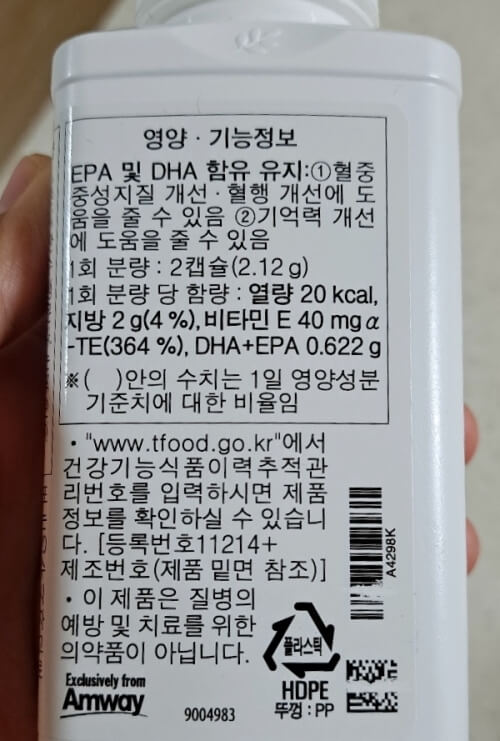 영양 · 기능정보
EPA 및 DHA 함유 유지:①혈중
중성지질 개선 · 혈행 개선에 도
움을 줄 수 있음 ②기억력 개선
에 도움을 줄 수 있음
1회 분량 : 2캡슐(2.12 g)
1회 분량 당 함량 : 열량 20 kcal,
지방 2 g(4 %), 비타민 E 40 mg α
-TE(364 %), DHA+EPA 0.622 g
※(   )안의 수치는 1일 영양성분
기준치에 대한 비율임
· "www.tfood.go.kr"에서
건강기능식품이력추적관
리번호를 입력하시면 제품
정보를 확인하실 수 있습니
다. [등록번호11214+
제조번호(제품 밑면 참조)]
· 이 제품은 질병의
예방 및 치료를 위한
의약품이 아닙니다.
A4298K
플라스틱
HDPE
뚜껑 : PP
Exclusively from
Amway
9004983